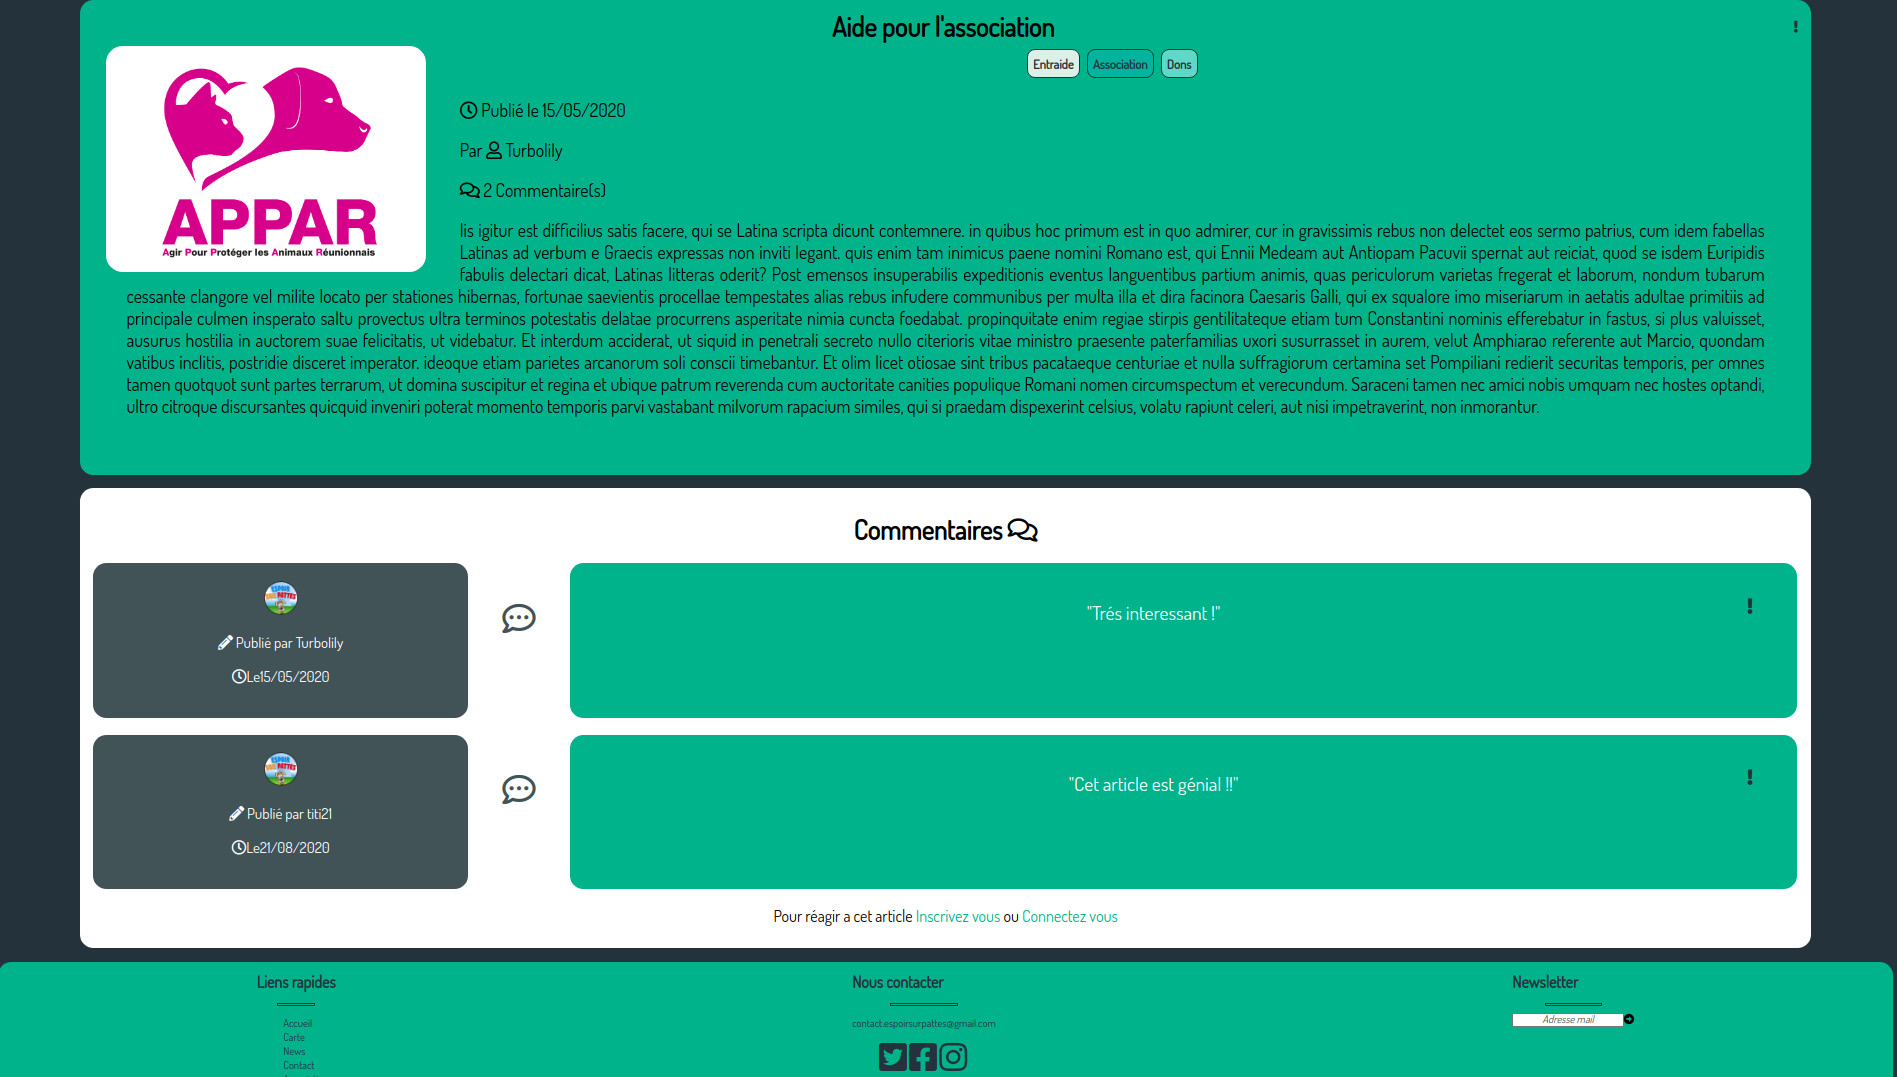 Aide pour l'association
Entraide Association Dons
APPAR
Agir Pour Protéger les Animaux Réunionnais
Publié le 15/05/2020
Par Turbolily
2 Commentaire(s)
Iis igitur est difficilius satis facere, qui se Latina scripta dicunt contemnere. in quibus hoc primum est in quo admirer, cur in gravissimis rebus non delectet eos sermo patrius, cum idem fabellas
Latinas ad verbum e Graecis expressas non inviti legant. quis enim tam inimicus paene nomini Romano est, qui Ennii Medeam aut Antiopam Pacuvii spernat aut reiciat, quod se isdem Euripidis
fabulis delectari dicat, Latinas litteras oderit? Post emensos insuperabilis expeditionis eventus languentibus partium animis, quas periculorum varietas fregerat et laborum, nondum tubarum
cessante clangore vel milite locato per stationes hibernas, fortunae saevientis procellae tempestates alias rebus infudere communibus per multa illa et dira facinora Caesaris Galli, qui ex squalore imo miseriarum in aetatis adultae primitiis ad
principale culmen insperato saltu provectus ultra terminos potestatis delatae procurrens asperitate nimia cuncta foedabat. propinquitate enim regiae stirpis gentilitateque etiam tum Constantini nominis efferebatur in fastus, si plus valuisset,
ausurus hostilia in auctorem suae felicitatis, ut videbatur. Et interdum acciderat, ut siquid in penetrali secreto nullo citerioris vitae ministro praesente paterfamilias uxori susurrasset in aurem, velut Amphiarao referente aut Marcio, quondam
vatibus inclitis, postridie disceret imperator. ideoque etiam parietes arcanorum soli conscii timebantur. Et olim licet otiosae sint tribus pacataeque centuriae et nulla suffragiorum certamina set Pompiliani redierit securitas temporis, per omnes
tamen quotquot sunt partes terrarum, ut domina suscipitur et regina et ubique patrum reverenda cum auctoritate canities populique Romani nomen circumspectum et verecundum. Saraceni tamen nec amici nobis umquam nec hostes optandi,
ultro citroque discursantes quicquid inveniri poterat momento temporis parvi vastabant milvorum rapacium similes, qui si praedam dispexerint celsius, volatu rapiunt celeri, aut nisi impetraverint, non inmorantur.
Commentaires
Publié par Turbolily
Le15/05/2020
"Trés interessant !"
Publié par titi21
Le21/08/2020
"Cet article est génial !!"
Pour réagir a cet article Inscrivez vous ou Connectez vous
Liens rapides
Accueil
Carte
News
Contact
Nous contacter
contact.espoirsurpattes@gmail.com
Newsletter
Adresse mail